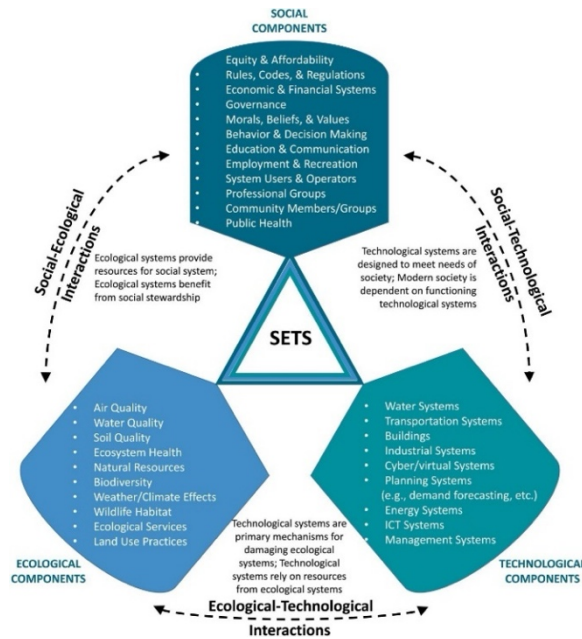 SOCIAL
COMPONENTS
Equity & Affordability
• Rules, Codes, & Regulations
• Economic & Financial Systems
• Governance
• Morals, Beliefs, & Values
• Behavior & Decision Making
• Education & Communication
• Employment & Recreation
• System Users & Operators
• Professional Groups
• Community Members/Groups
• Public Health
Social-Ecological
Interactions
Ecological systems provide
resources for social system;
Ecological systems benefit
from social stewardship
Social-Technological
Interactions
Technological systems are
designed to meet needs of
society; Modern society is
dependent on functioning
technological systems
SETS
• Air Quality
• Water Quality
• Soil Quality
• Ecosystem Health
• Natural Resources
• Biodiversity
• Weather/Climate Effects
• Wildlife Habitat
• Ecological Services
• Land Use Practices
ECOLOGICAL
COMPONENTS
• Water Systems
• Transportation Systems
• Buildings
• Industrial Systems
• Cyber/virtual Systems
• Planning Systems
(e.g., demand forecasting, etc.)
• Energy Systems
• ICT Systems
• Management Systems
TECHNOLOGICAL
COMPONENTS
Technological systems are
primary mechanisms for
damaging ecological
systems; Technological
systems rely on resources
from ecological systems
Ecological-Technological
Interactions